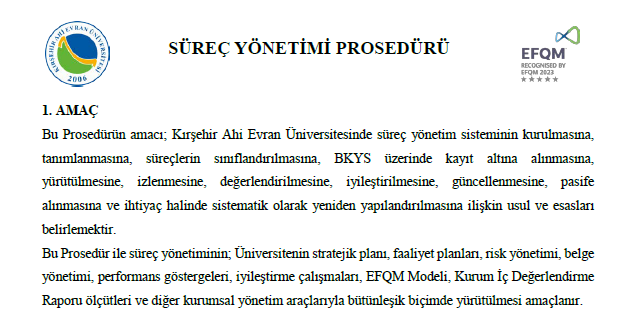 KIRŞEHİR AHİ EVRAN ÜNİVERSİTESİ
2006
SÜREÇ YÖNETİMİ PROSEDÜRÜ
EFQM
RECOGNISED BY
EFQM 2023
1. AMAÇ
Bu Prosedürün amacı; Kırşehir Ahi Evran Üniversitesinde süreç yönetim sisteminin kurulmasına,
tanımlanmasına, süreçlerin sınıflandırılmasına, BKYS üzerinde kayıt altına alınmasına,
yürütülmesine, izlenmesine, değerlendirilmesine, iyileştirilmesine, güncellenmesine, pasife
alınmasına ve ihtiyaç halinde sistematik olarak yeniden yapılandırılmasına ilişkin usul ve esasları
belirlemektir.
Bu Prosedür ile süreç yönetiminin; Üniversitenin stratejik planı, faaliyet planları, risk yönetimi, belge
yönetimi, performans göstergeleri, iyileştirme çalışmaları, EFQM Modeli, Kurum İç Değerlendirme
Raporu ölçütleri ve diğer kurumsal yönetim araçlarıyla bütünleşik biçimde yürütülmesi amaçlanır.